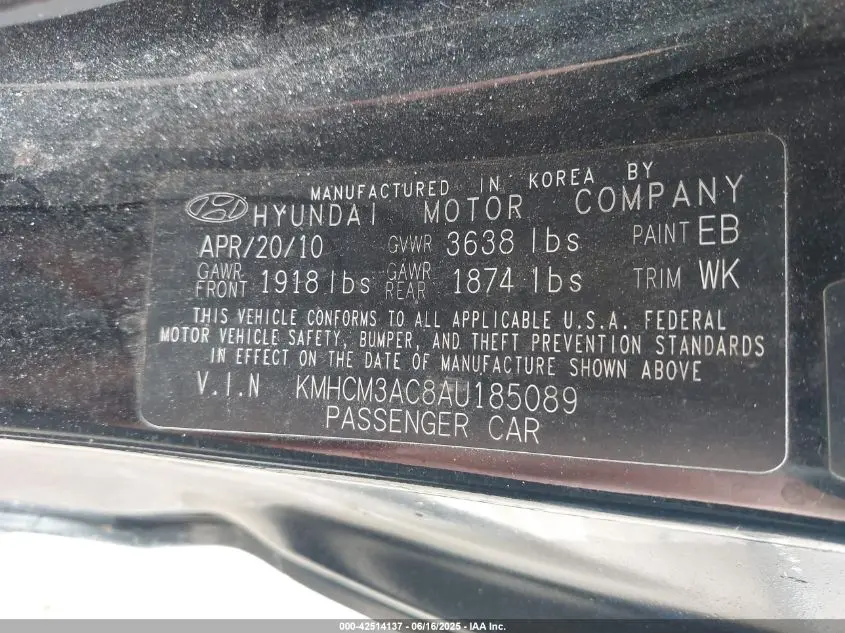 MANUFACTURED IN KOREA BY
HYUNDAI MOTOR COMPANY
APR/20/10 GVWR 3638 lbs PAINT EB
GAWR FRONT 1918 lbs GAWR REAR 1874 lbs TRIM WK
THIS VEHICLE CONFORMS TO ALL APPLICABLE U.S.A. FEDERAL
MOTOR VEHICLE SAFETY, BUMPER, AND THEFT PREVENTION STANDARDS
IN EFFECT ON THE DATE OF MANUFACTURE SHOWN ABOVE
V.I.N KMHCM3AC8AU185089
PASSENGER CAR
000-42514137 - 06/16/2025 - © IAA Inc.